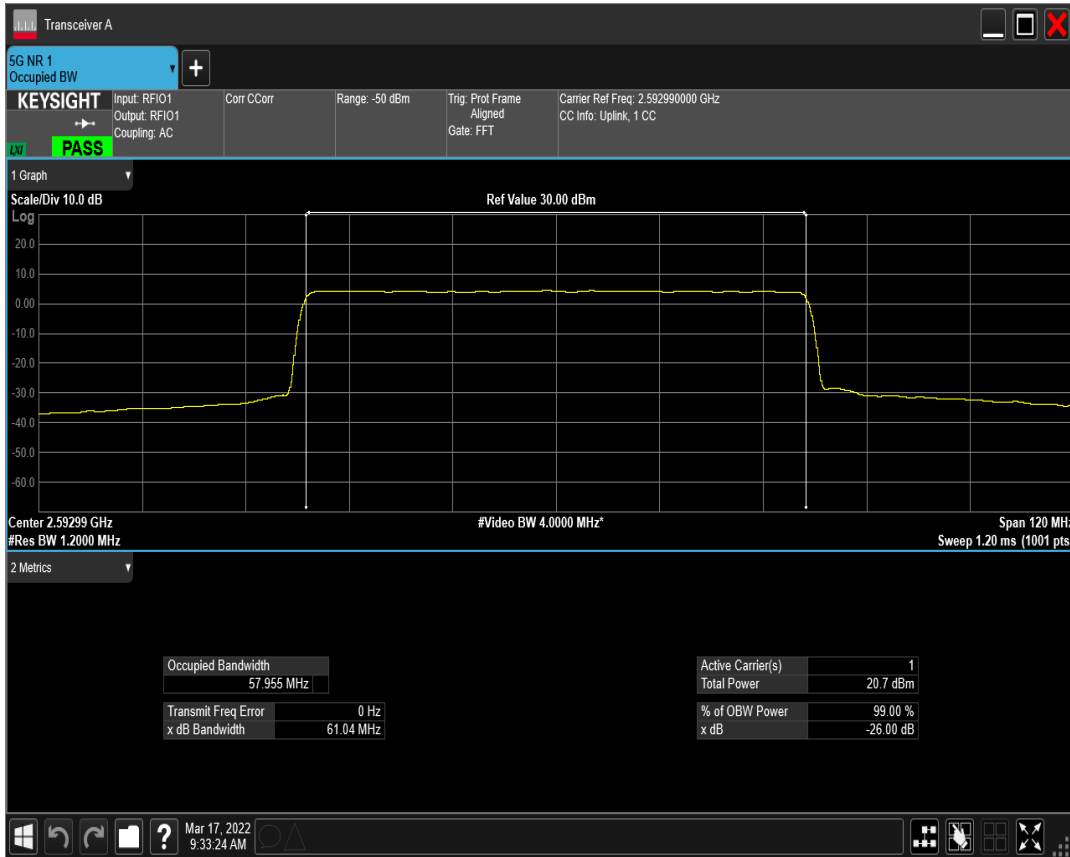 Transceiver A
5G NR 1
Occupied BW
KEYSIGHT
LXI
PASS
Input: RFIO1
Output: RFIO1
Coupling: AC
Corr CCorr
Range: -50 dBm
Trig: Prot Frame
Aligned
Gate: FFT
Carrier Ref Freq: 2.592990000 GHz
CC Info: Uplink, 1 CC
1 Graph
Scale/Div 10.0 dB
Ref Value 30.00 dBm
Log
20.0
10.0
0.00
-10.0
-20.0
-30.0
-40.0
-50.0
-60.0
Center 2.59299 GHz
#Video BW 4.0000 MHz*
Span 120 MHz
#Res BW 1.2000 MHz
Sweep 1.20 ms (1001 pts
2 Metrics
Occupied Bandwidth
57.955 MHz
Transmit Freq Error 0 Hz
x dB Bandwidth 61.04 MHz
Active Carrier(s) 1
Total Power 20.7 dBm
% of OBW Power 99.00 %
x dB -26.00 dB
?
Mar 17, 2022
9:33:24 AM